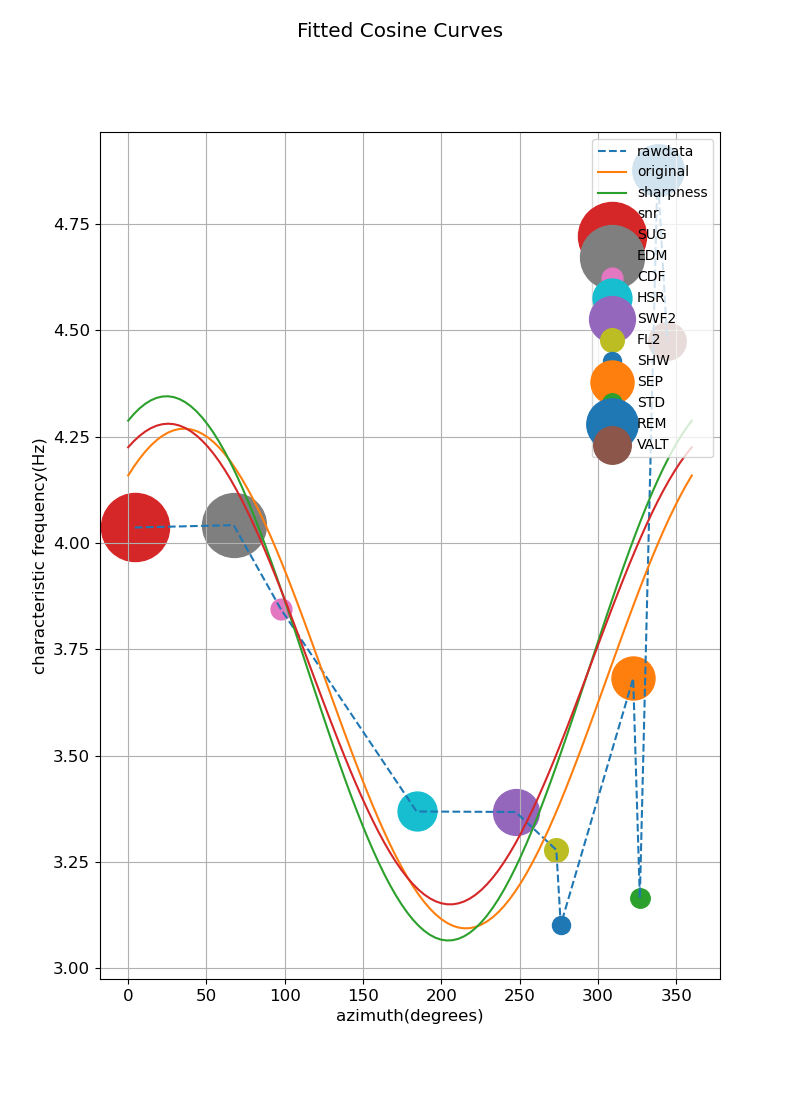 Fitted Cosine Curves
rawdata
original
sharpness
snr
SUG
EDM
CDF
HSR
SWF2
FL2
SHW
SEP
STD
REM
VALT
characteristic frequency(Hz)
4.75
4.50
4.25
4.00
3.75
3.50
3.25
3.00
0 50 100 150 200 250 300 350
azimuth(degrees)